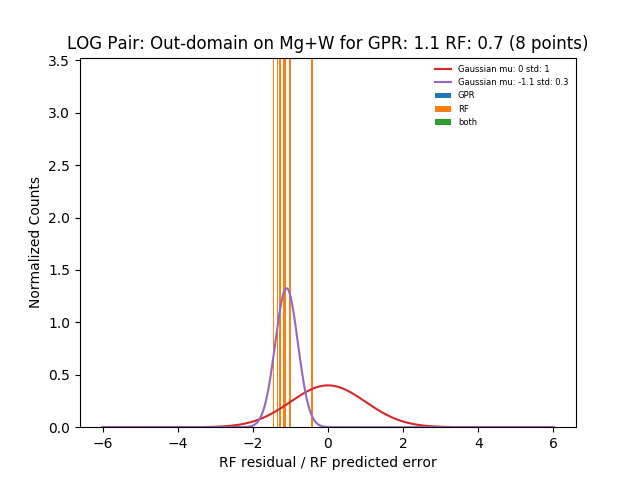 LOG Pair: Out-domain on Mg+W for GPR: 1.1 RF: 0.7 (8 points)
Gaussian mu: 0 std: 1
Gaussian mu: -1.1 std: 0.3
GPR
RF
both
Normalized Counts
3.5
3.0
2.5
2.0
1.5
1.0
0.5
0.0
−6 −4 −2 0 2 4 6
RF residual / RF predicted error